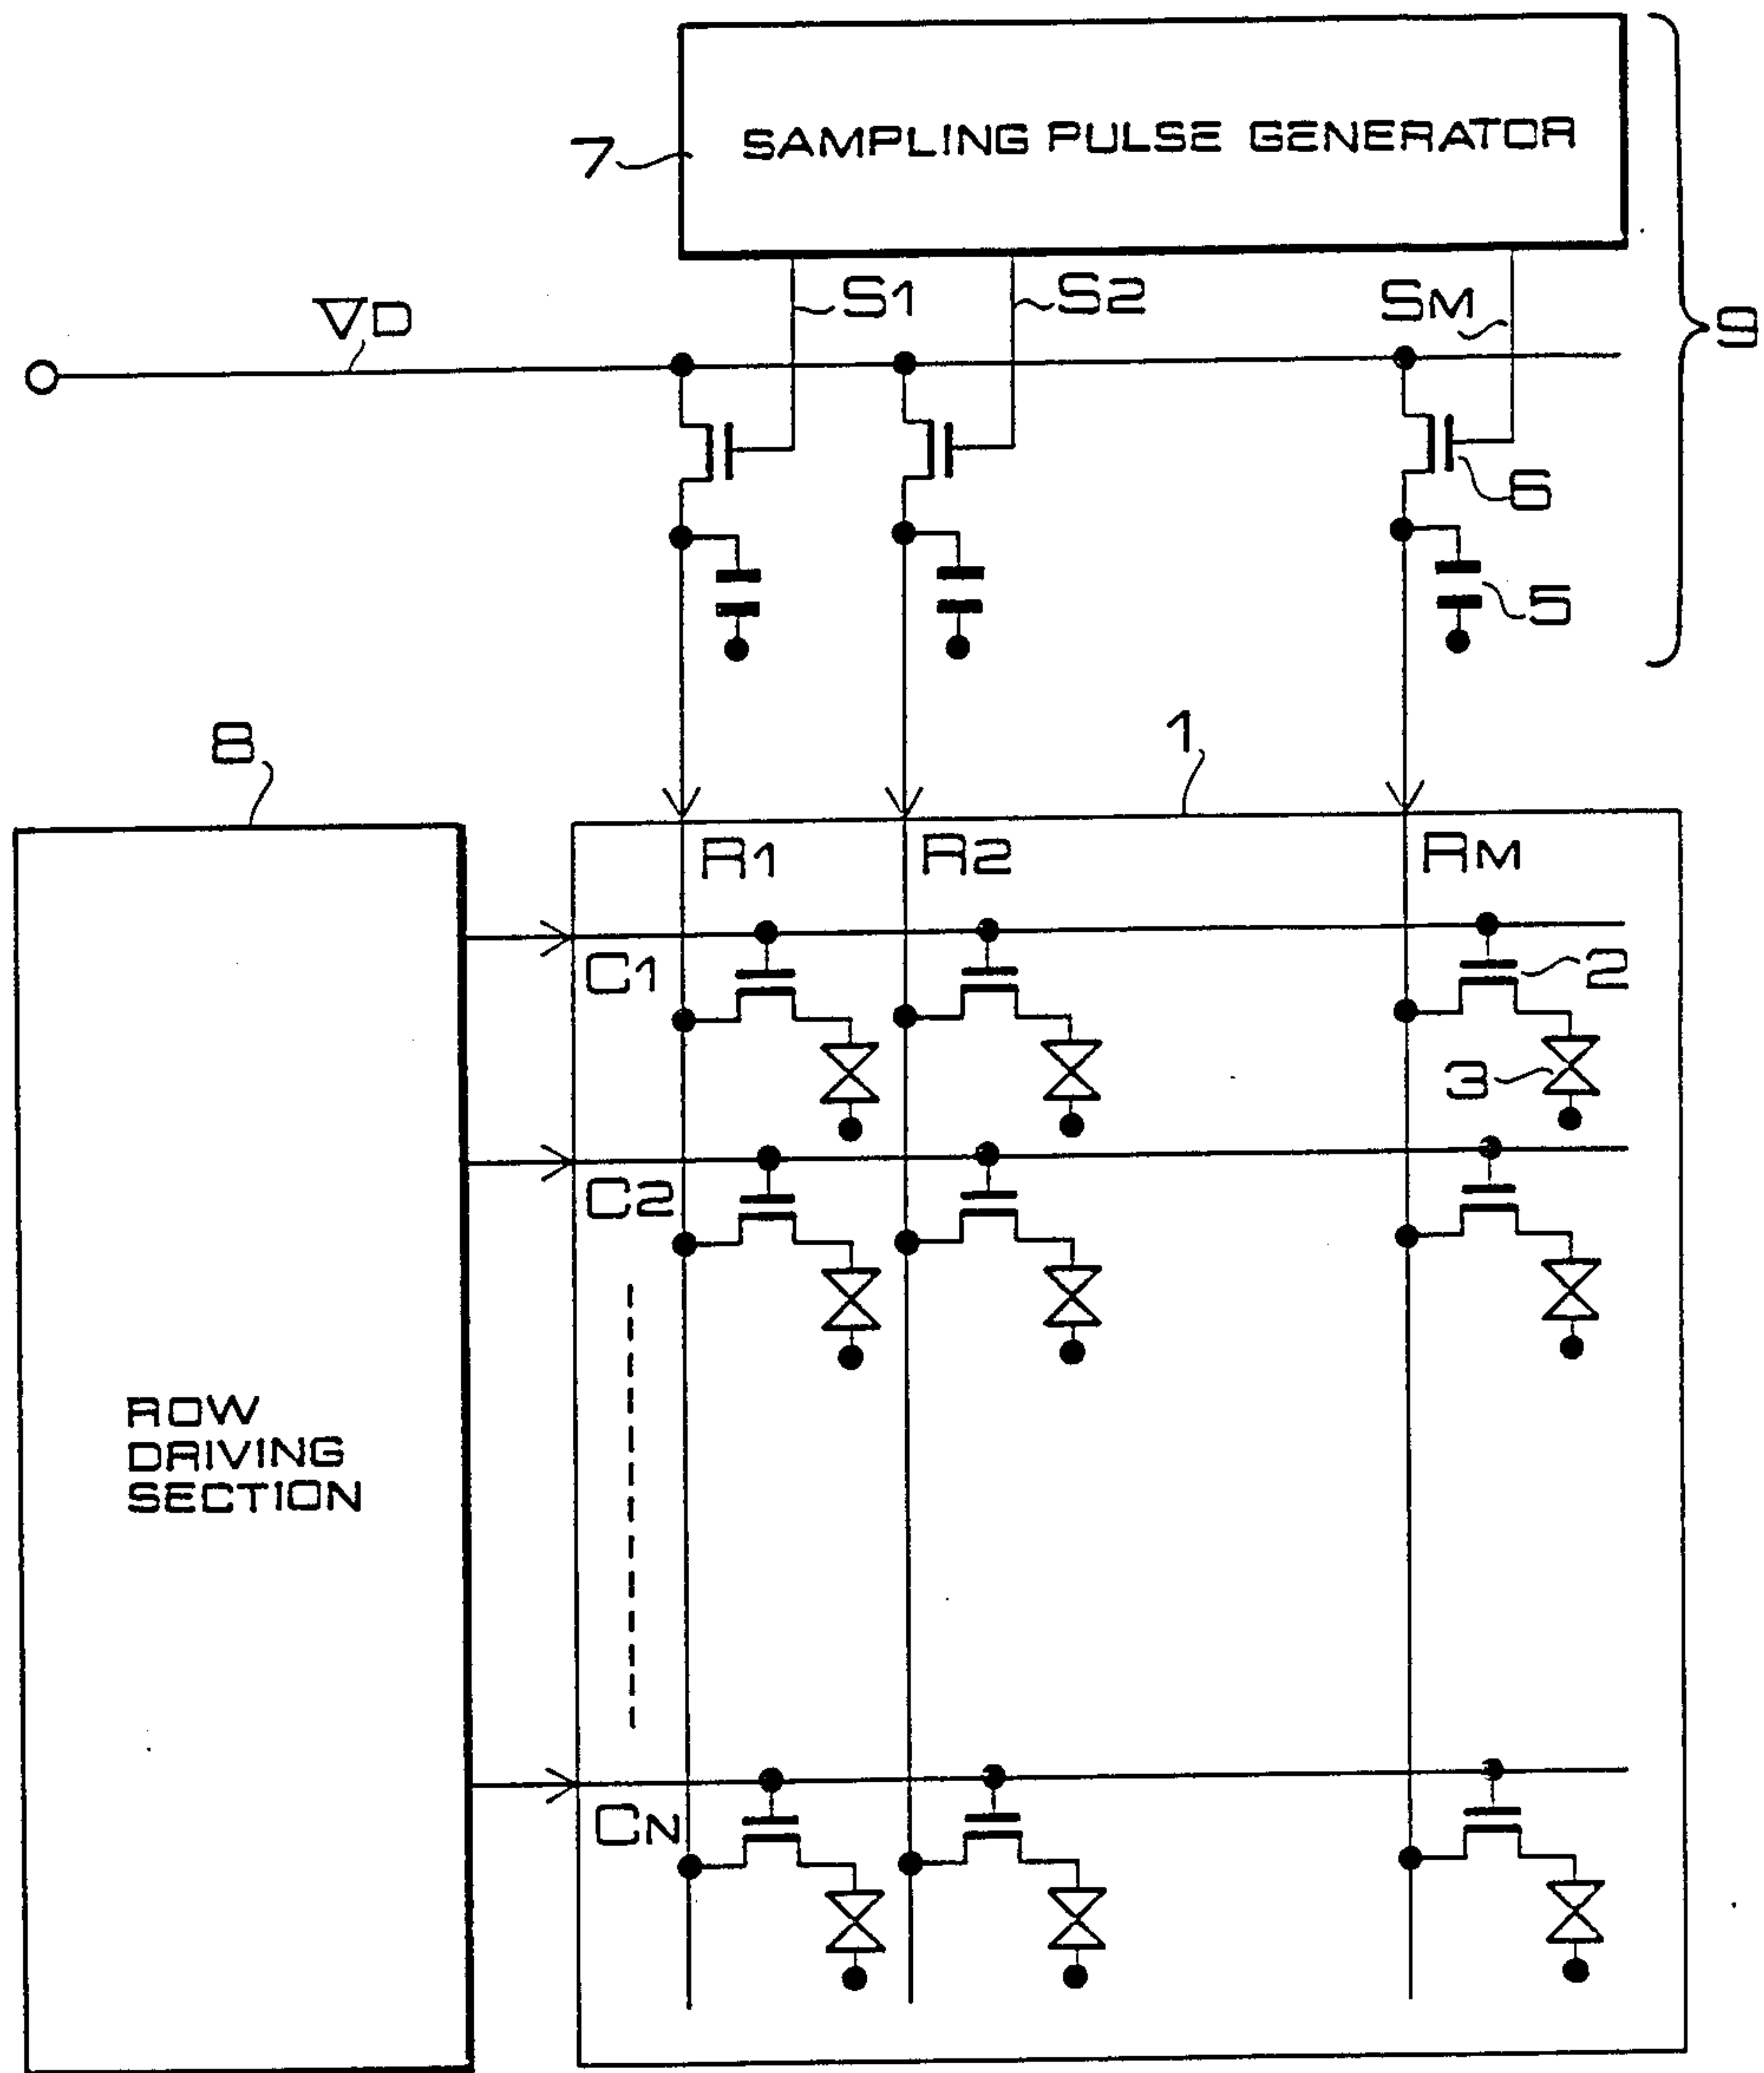 SAMPLING PULSE GENERATOR
7
9
S1
S2
SM
VD
6
5
8
1
R1
R2
RM
C1
2
3
C2
ROW
DRIVING
SECTION
CN